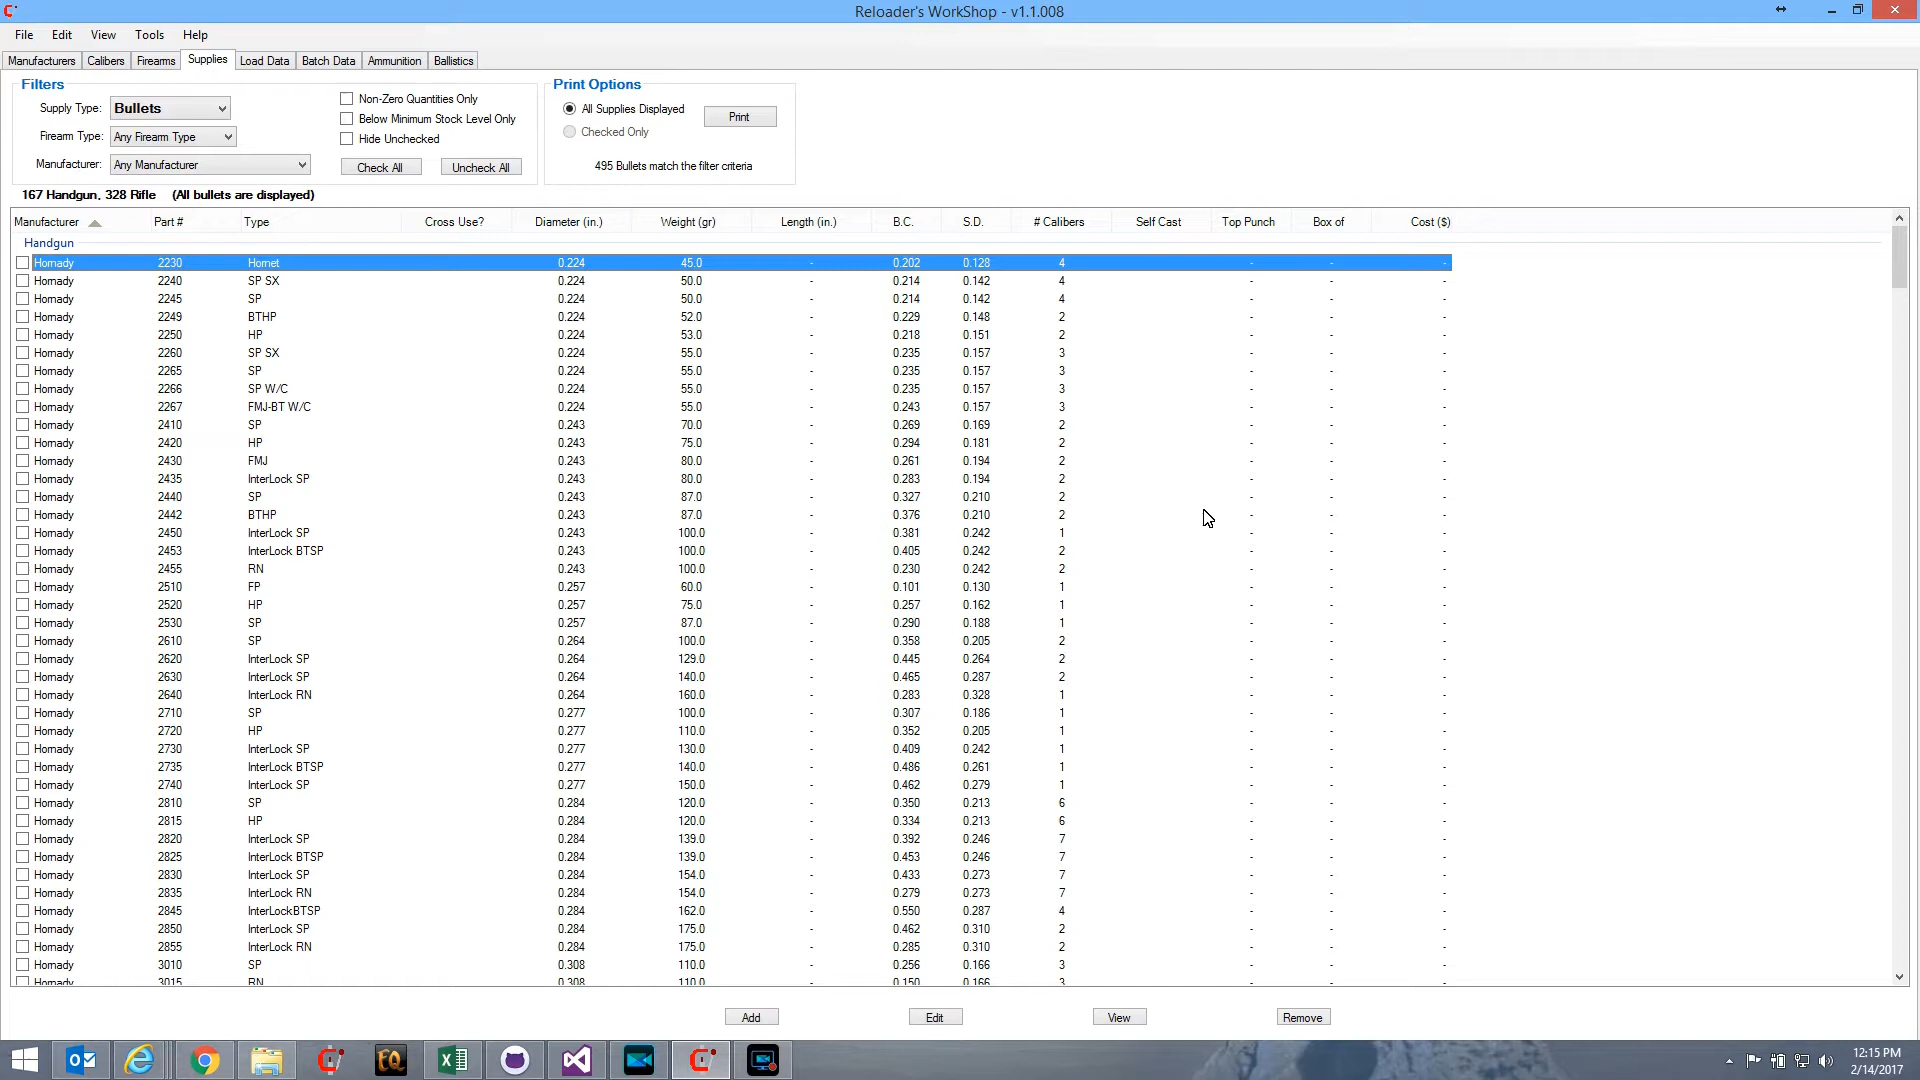 Reloader's WorkShop - v1.1.008
File Edit View Tools Help
Manufacturers Calibers Firearms Supplies Load Data Batch Data Ammunition Ballistics
Filters
Supply Type: Bullets
Firearm Type: Any Firearm Type
Manufacturer: Any Manufacturer
Non-Zero Quantities Only
Below Minimum Stock Level Only
Hide Unchecked
Check All Uncheck All
Print Options
All Supplies Displayed
Checked Only
Print
495 Bullets match the filter criteria
167 Handgun, 328 Rifle (All bullets are displayed)
Manufacturer Part # Type Cross Use? Diameter (in.) Weight (gr) Length (in.) B.C. S.D. # Calibers Self Cast Top Punch Box of Cost ($)
Handgun
Hornady 2230 Hornet 0.224 45.0 - 0.202 0.128 4 - - -
Hornady 2240 SP SX 0.224 50.0 - 0.214 0.142 4 - - -
Hornady 2245 SP 0.224 50.0 - 0.214 0.142 4 - - -
Hornady 2249 BTHP 0.224 52.0 - 0.229 0.148 2 - - -
Hornady 2250 HP 0.224 53.0 - 0.218 0.151 2 - - -
Hornady 2260 SP SX 0.224 55.0 - 0.235 0.157 3 - - -
Hornady 2265 SP 0.224 55.0 - 0.235 0.157 3 - - -
Hornady 2266 SP W/C 0.224 55.0 - 0.235 0.157 3 - - -
Hornady 2267 FMJ-BT W/C 0.224 55.0 - 0.243 0.157 3 - - -
Hornady 2410 SP 0.243 70.0 - 0.269 0.169 2 - - -
Hornady 2420 HP 0.243 75.0 - 0.294 0.181 2 - - -
Hornady 2430 FMJ 0.243 80.0 - 0.261 0.194 2 - - -
Hornady 2435 InterLock SP 0.243 80.0 - 0.283 0.194 2 - - -
Hornady 2440 SP 0.243 87.0 - 0.327 0.210 2 - - -
Hornady 2442 BTHP 0.243 87.0 - 0.376 0.210 2 - - -
Hornady 2450 InterLock SP 0.243 100.0 - 0.381 0.242 1 - - -
Hornady 2453 InterLock BTSP 0.243 100.0 - 0.405 0.242 2 - - -
Hornady 2455 RN 0.243 100.0 - 0.230 0.242 2 - - -
Hornady 2510 FP 0.257 60.0 - 0.101 0.130 1 - - -
Hornady 2520 HP 0.257 75.0 - 0.257 0.162 1 - - -
Hornady 2530 SP 0.257 87.0 - 0.290 0.188 1 - - -
Hornady 2610 SP 0.264 100.0 - 0.358 0.205 2 - - -
Hornady 2620 InterLock SP 0.264 129.0 - 0.445 0.264 2 - - -
Hornady 2630 InterLock SP 0.264 140.0 - 0.465 0.287 2 - - -
Hornady 2640 InterLock RN 0.264 160.0 - 0.283 0.328 1 - - -
Hornady 2710 SP 0.277 100.0 - 0.307 0.186 1 - - -
Hornady 2720 HP 0.277 110.0 - 0.352 0.205 1 - - -
Hornady 2730 InterLock SP 0.277 130.0 - 0.409 0.242 1 - - -
Hornady 2735 InterLock BTSP 0.277 140.0 - 0.486 0.261 1 - - -
Hornady 2740 InterLock SP 0.277 150.0 - 0.462 0.279 1 - - -
Hornady 2810 SP 0.284 120.0 - 0.350 0.213 6 - - -
Hornady 2815 HP 0.284 120.0 - 0.334 0.213 6 - - -
Hornady 2820 InterLock SP 0.284 139.0 - 0.392 0.246 7 - - -
Hornady 2825 InterLock BTSP 0.284 139.0 - 0.453 0.246 7 - - -
Hornady 2830 InterLock SP 0.284 154.0 - 0.433 0.273 7 - - -
Hornady 2835 InterLock RN 0.284 154.0 - 0.279 0.273 7 - - -
Hornady 2845 InterLockBTSP 0.284 162.0 - 0.550 0.287 4 - - -
Hornady 2850 InterLock SP 0.284 175.0 - 0.462 0.310 2 - - -
Hornady 2855 InterLock RN 0.284 175.0 - 0.285 0.310 2 - - -
Hornady 3010 SP 0.308 110.0 - 0.256 0.166 3 - - -
Hornady 3015 RN 0.308 110.0 - 0.150 0.166 3 - - -
Add Edit View Remove
12:15 PM
2/14/2017